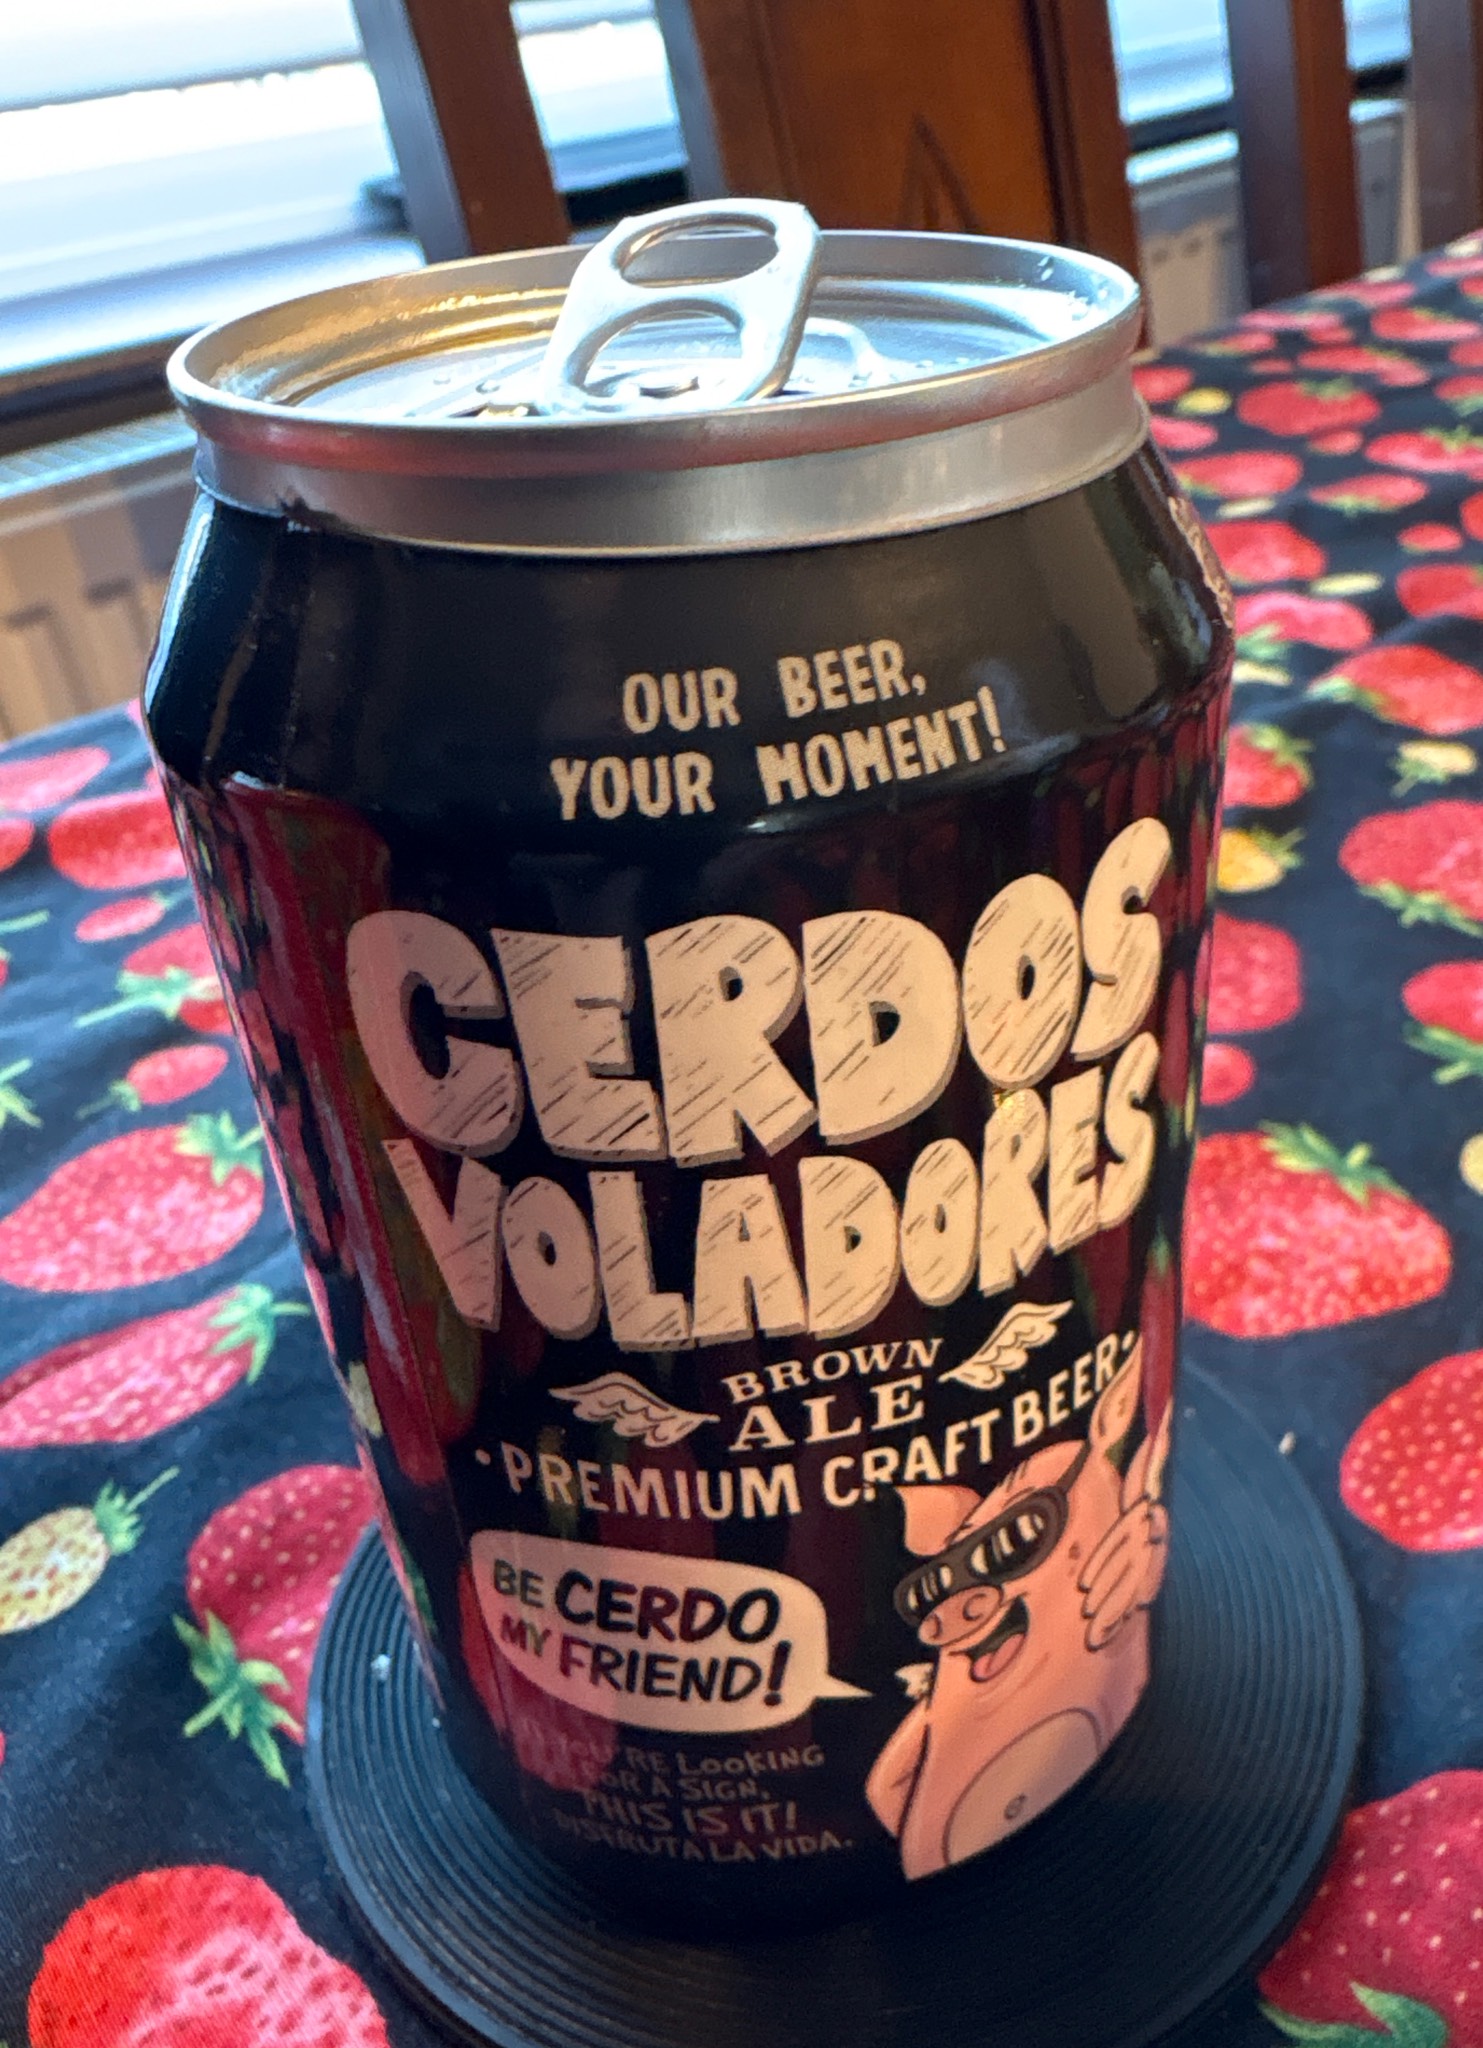 OUR BEER,
YOUR MOMENT!
CERDOS
VOLADORES
BROWN
ALE
• PREMIUM CRAFT BEER •
BE CERDO
MY FRIEND!
YOU'RE LOOKING
FOR A SIGN,
THIS IS IT!
DISFRUTA LA VIDA.